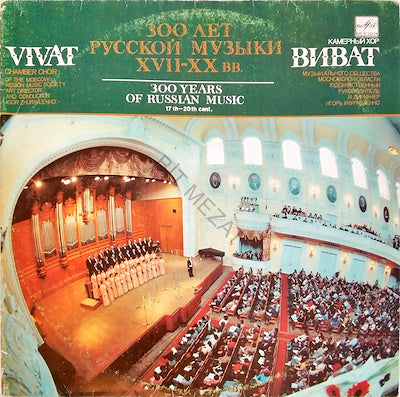 300 ЛЕТ
РУССКОЙ МУЗЫКИ
XVII-XX ВВ.
300 YEARS
OF RUSSIAN MUSIC
17 th-20th cent.
VIVAT
CHAMBER CHOIR
OF THE MOSCOW
REGION MUSIC SOCIETY
ART DIRECTOR
AND CONDUCTOR
IGOR ZHURAVLENKO
КАМЕРНЫЙ ХОР
ВИВАТ
МУЗЫКАЛЬНОГО ОБЩЕСТВА
МОСКОВСКОЙ ОБЛАСТИ
ХУДОЖЕСТВЕННЫЙ
РУКОВОДИТЕЛЬ
И ДИРИЖЕР
ИГОРЬ ЖУРАВЛЕНКО